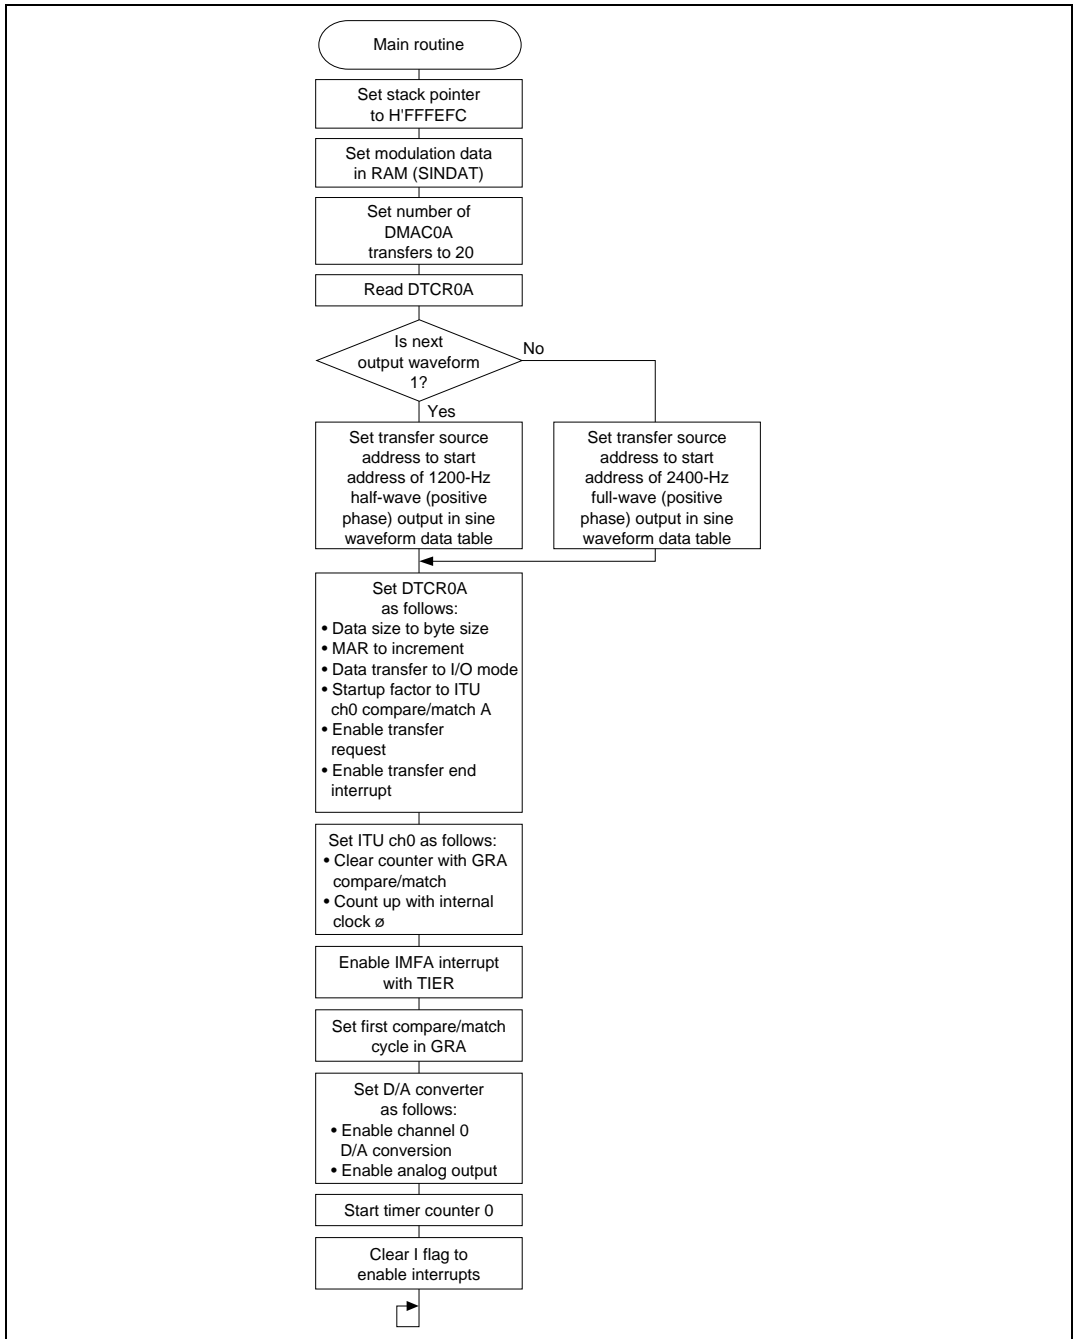 Main routine
Set stack pointer
to H'FFFEFC
Set modulation data
in RAM (SINDAT)
Set number of
DMAC0A
transfers to 20
Read DTCR0A
Is next
output waveform
1?
No
Yes
Set transfer source
address to start
address of 1200-Hz
half-wave (positive
phase) output in sine
waveform data table
Set transfer source
address to start
address of 2400-Hz
full-wave (positive
phase) output in sine
waveform data table
Set DTCR0A
as follows:
• Data size to byte size
• MAR to increment
• Data transfer to I/O mode
• Startup factor to ITU
ch0 compare/match A
• Enable transfer
request
• Enable transfer end
interrupt
Set ITU ch0 as follows:
• Clear counter with GRA
compare/match
• Count up with internal
clock ø
Enable IMFA interrupt
with TIER
Set first compare/match
cycle in GRA
Set D/A converter
as follows:
• Enable channel 0
D/A conversion
• Enable analog output
Start timer counter 0
Clear I flag to
enable interrupts